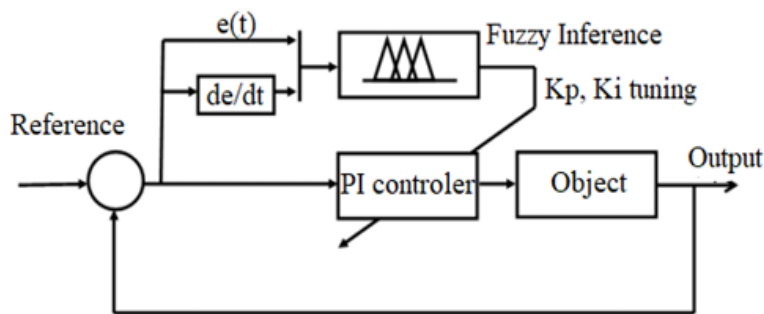 e(t)
Fuzzy Inference
de/dt
Kp, Ki tuning
Reference
PI controler
Object
Output